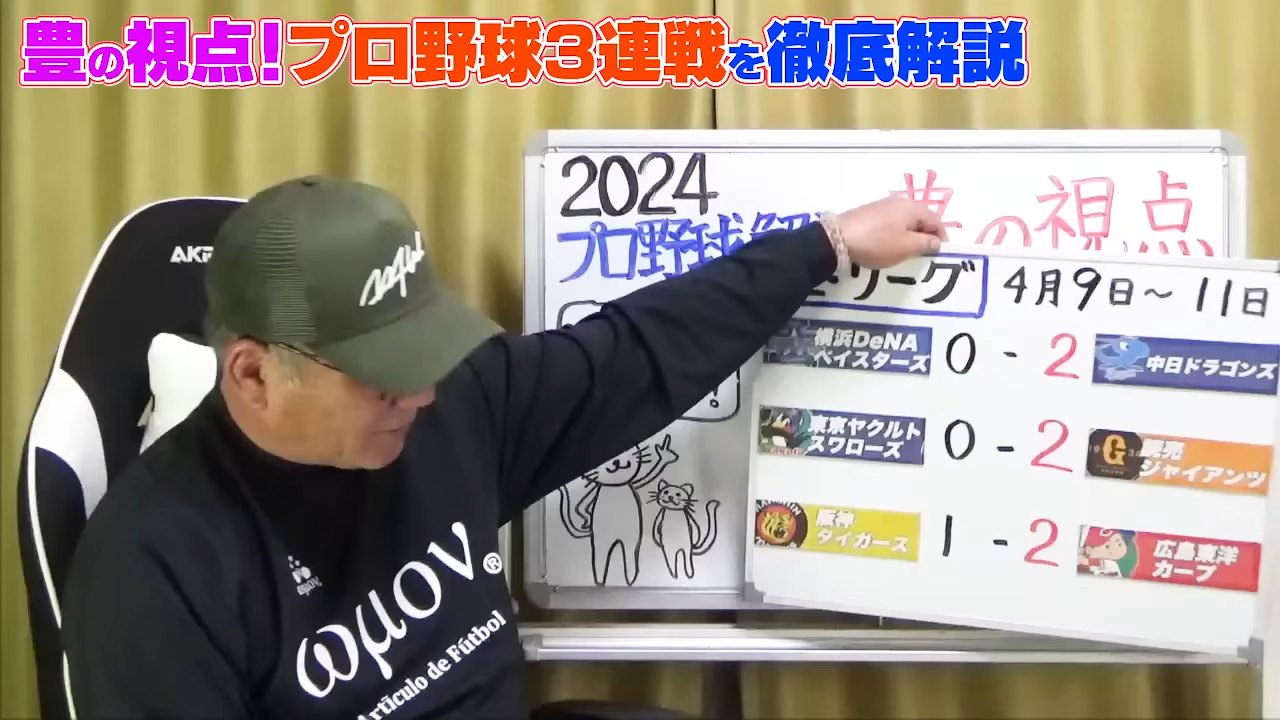 豊の視点!プロ野球3連戦を徹底解説
2024
プロ野球解
豊の視点
リーグ 4月9日~11日
横浜DeNA
ベイスターズ
0 - 2
中日ドラゴンズ
東京ヤクルト
スワローズ
0 - 2
G
読売
ジャイアンツ
阪神
タイガース
1 - 2
広島東洋
カープ
!
ωμον®
Artículo de Fútbol